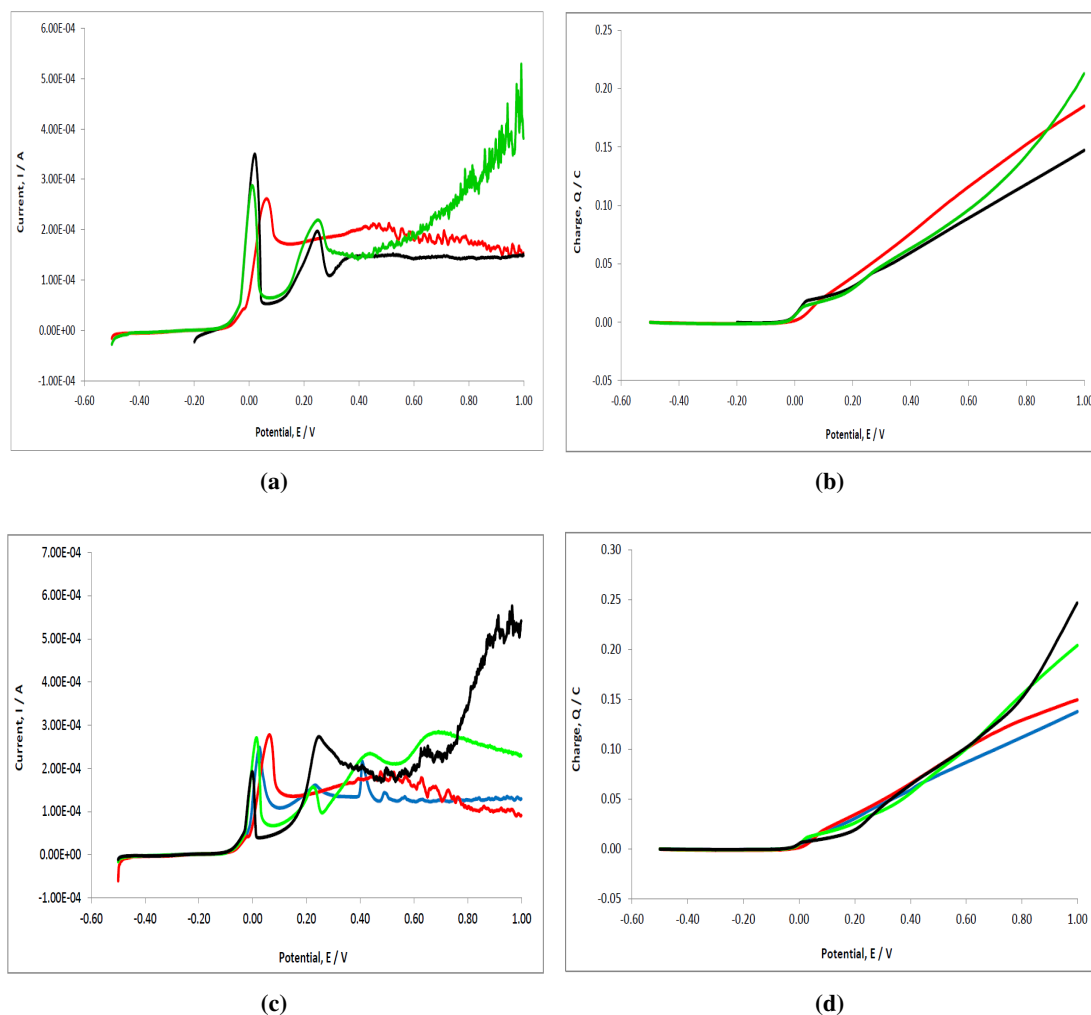 6.00E-04
5.00E-04
4.00E-04
3.00E-04
2.00E-04
1.00E-04
0.00E+00
-1.00E-04
Current, I / A
-0.60 -0.40 -0.20 0.00 0.20 0.40 0.60 0.80 1.00
Potential, E / V
(a)
0.25
0.20
0.15
0.10
0.05
0.00
-0.05
Charge, Q / C
-0.60 -0.40 -0.20 0.00 0.20 0.40 0.60 0.80 1.00
Potential, E / V
(b)
7.00E-04
6.00E-04
5.00E-04
4.00E-04
3.00E-04
2.00E-04
1.00E-04
0.00E+00
-1.00E-04
Current, I / A
-0.60 -0.40 -0.20 0.00 0.20 0.40 0.60 0.80 1.00
Potential, E / V
(c)
0.30
0.25
0.20
0.15
0.10
0.05
0.00
-0.05
Charge, Q / C
-0.60 -0.40 -0.20 0.00 0.20 0.40 0.60 0.80 1.00
Potential, E / V
(d)